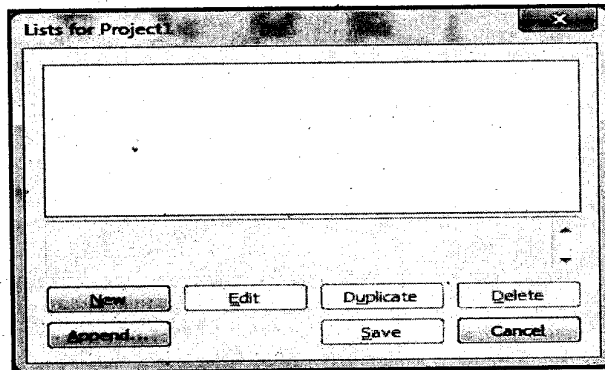 Lists for Project1
New Edit Duplicate Delete
Append... Save Cancel